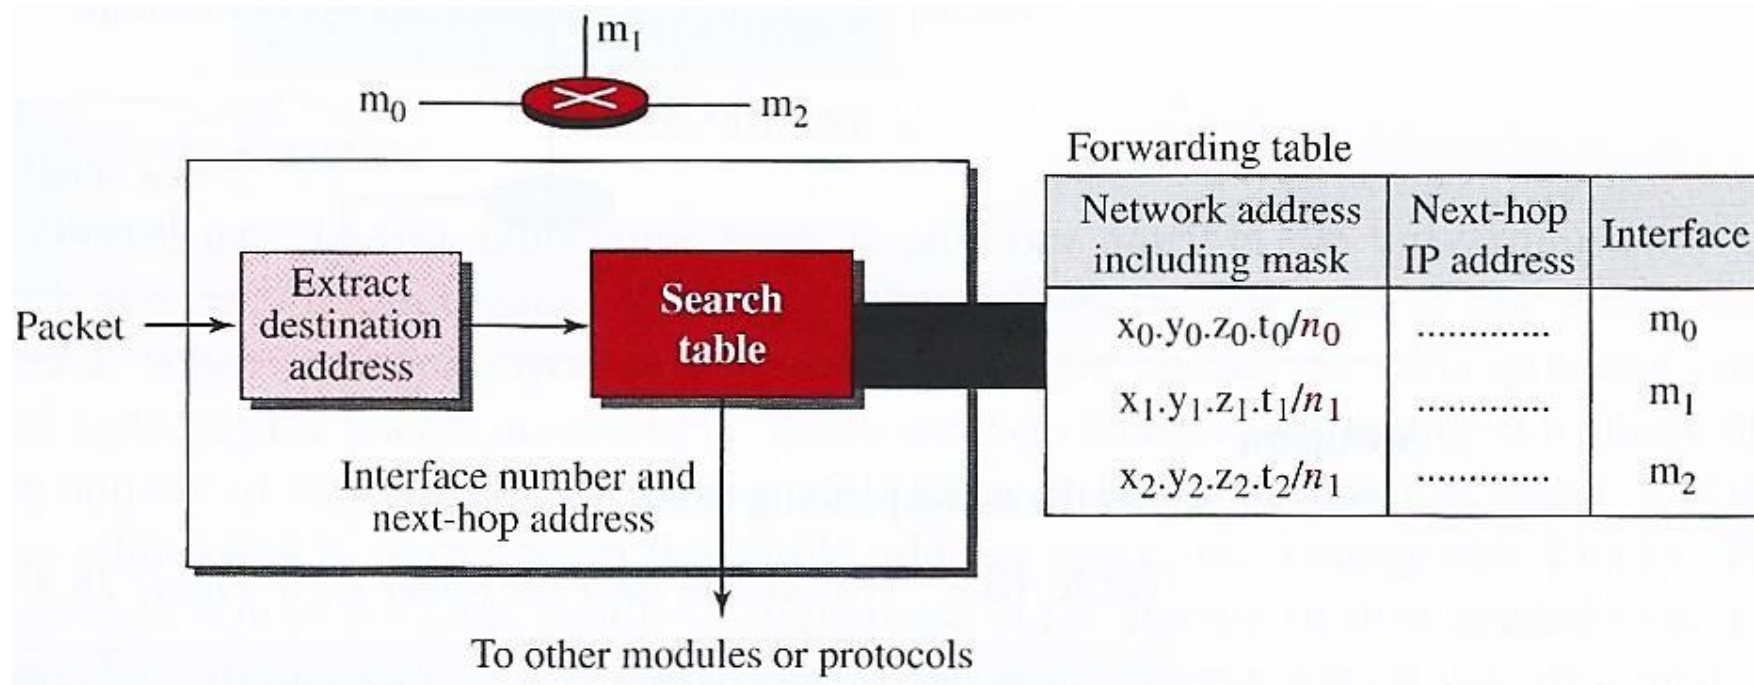 m₁
m₀
m₂
Forwarding table
Network address including mask
Next-hop IP address
Interface
Extract destination address
Search table
Packet
x₀.y₀.z₀.t₀/n₀ ............. m₀
x₁.y₁.z₁.t₁/n₁ ............. m₁
x₂.y₂.z₂.t₂/n₁ ............. m₂
Interface number and
next-hop address
To other modules or protocols